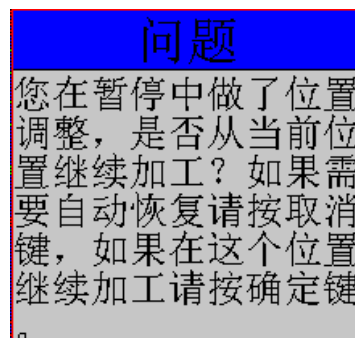 问题
您在暂停中做了位置
调整，是否从当前位
置继续加工？如果需
要自动恢复请按取消
键，如果在这个位置
继续加工请按确定键
。